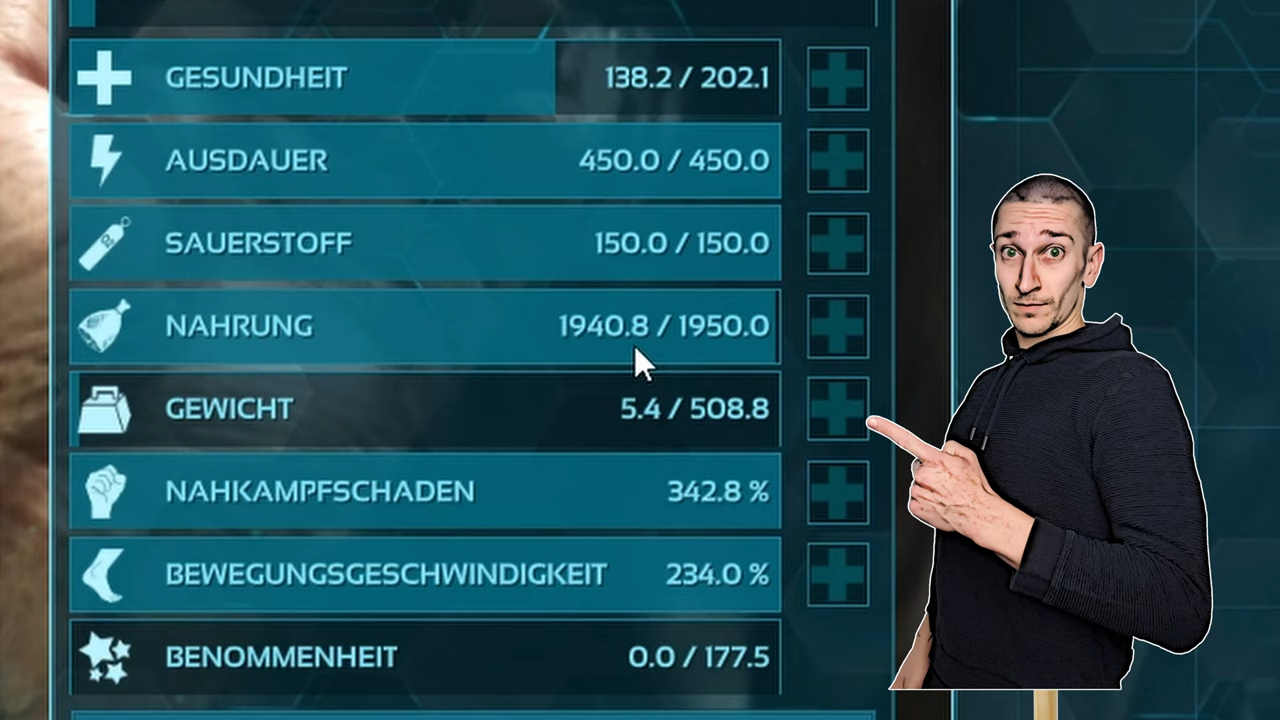 GESUNDHEIT 138.2 / 202.1
AUSDAUER 450.0 / 450.0
SAUERSTOFF 150.0 / 150.0
NAHRUNG 1940.8 / 1950.0
GEWICHT 5.4 / 508.8
NAHKAMPFSCHADEN 342.8 %
BEWEGUNGSGESCHWINDIGKEIT 234.0 %
BENOMMENHEIT 0.0 / 177.5